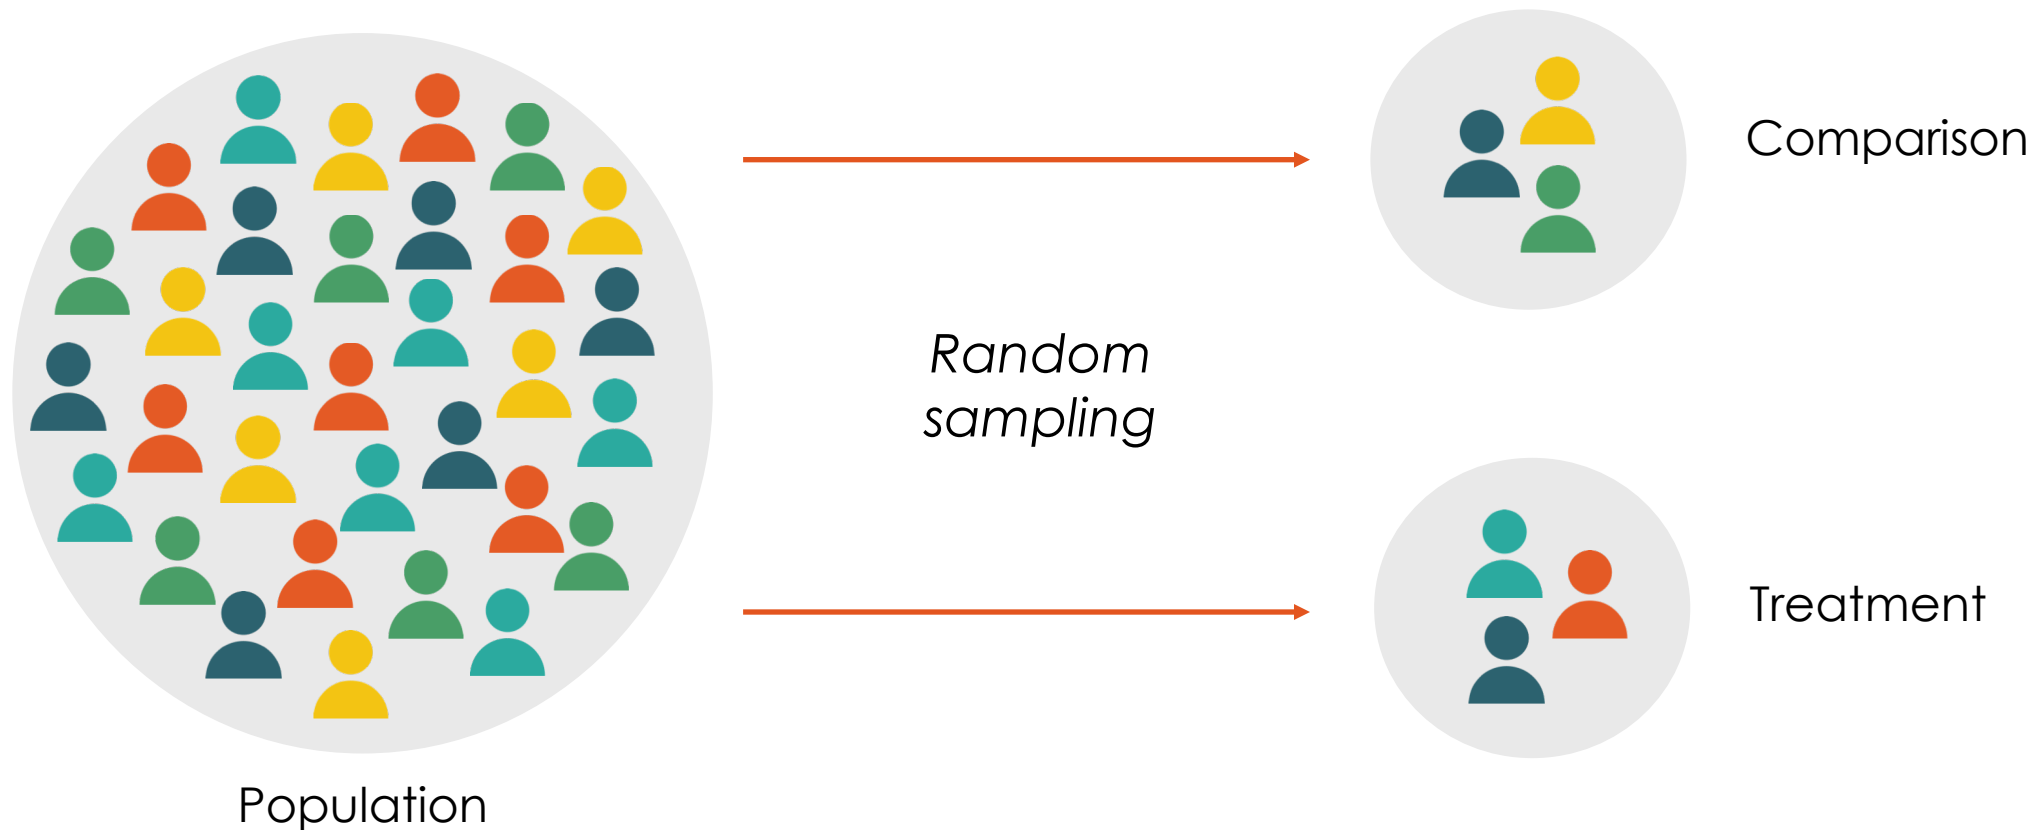 Comparison
Random
sampling
Treatment
Population